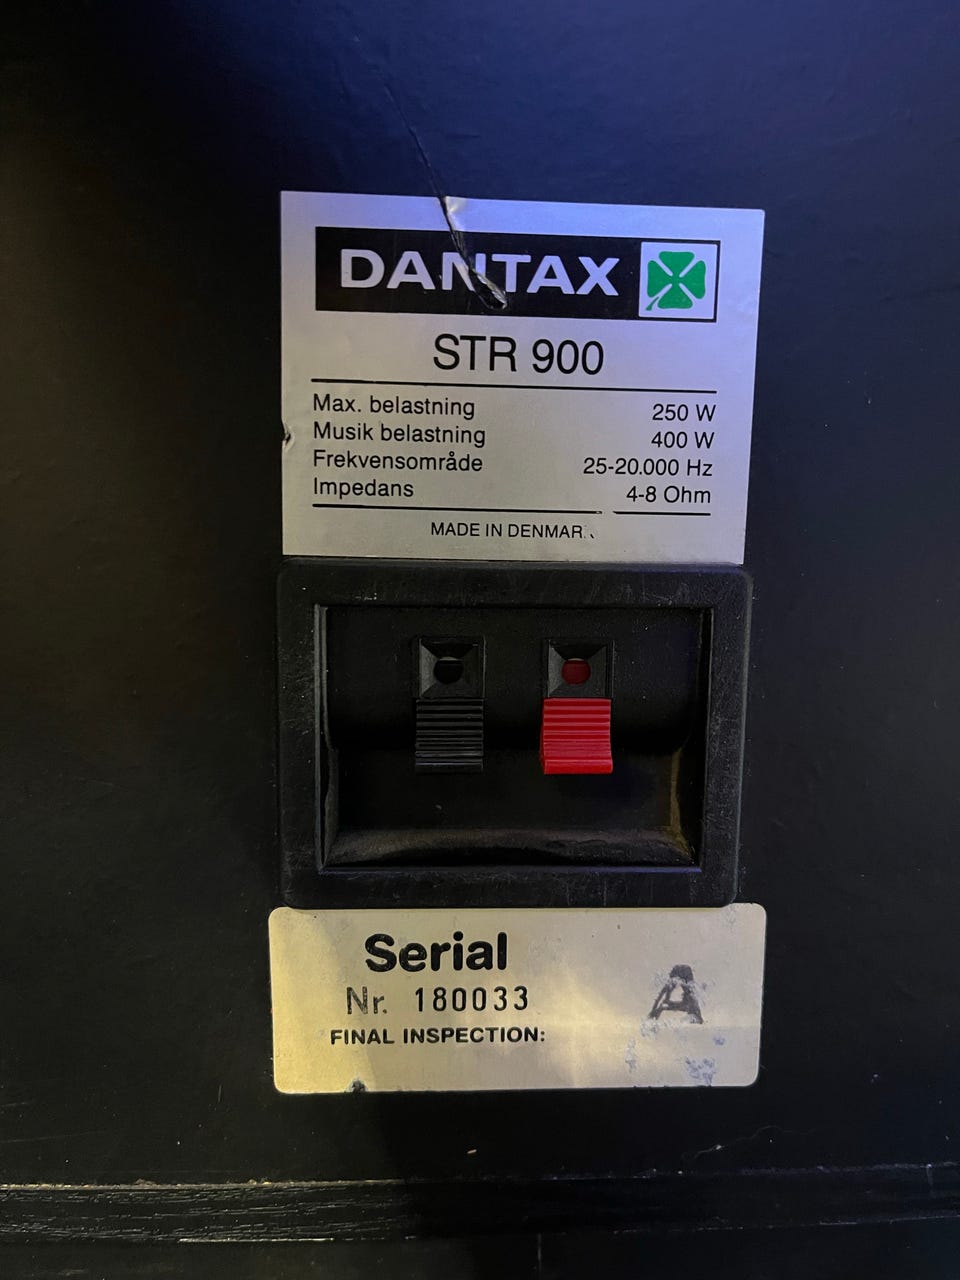 DANTAX
STR 900
Max. belastning 250 W
Musik belastning 400 W
Frekvensområde 25-20.000 Hz
Impedans 4-8 Ohm
MADE IN DENMARK
Serial
Nr. 180033
FINAL INSPECTION: A